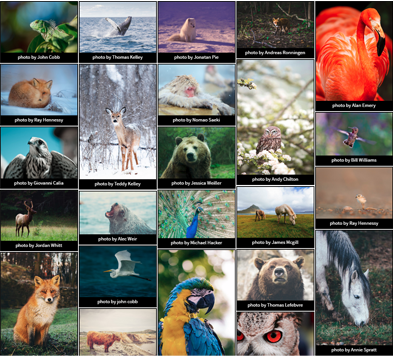 photo by John Cobb
photo by Thomas Kelley
photo by Jonatan Pie
photo by Andreas Ronningen
photo by Alan Emery
photo by Ray Hennessy
photo by Teddy Kelley
photo by Noman Saeki
photo by Andy Chilton
photo by Bill Williams
photo by Giovanni Calia
photo by Jessica Weiller
photo by Ray Hennessy
photo by Jordan Whitt
photo by Alec Weir
photo by Michael Hacker
photo by James Mcgill
photo by john cobb
photo by Thomas Lefebvre
photo by Annie Spratt